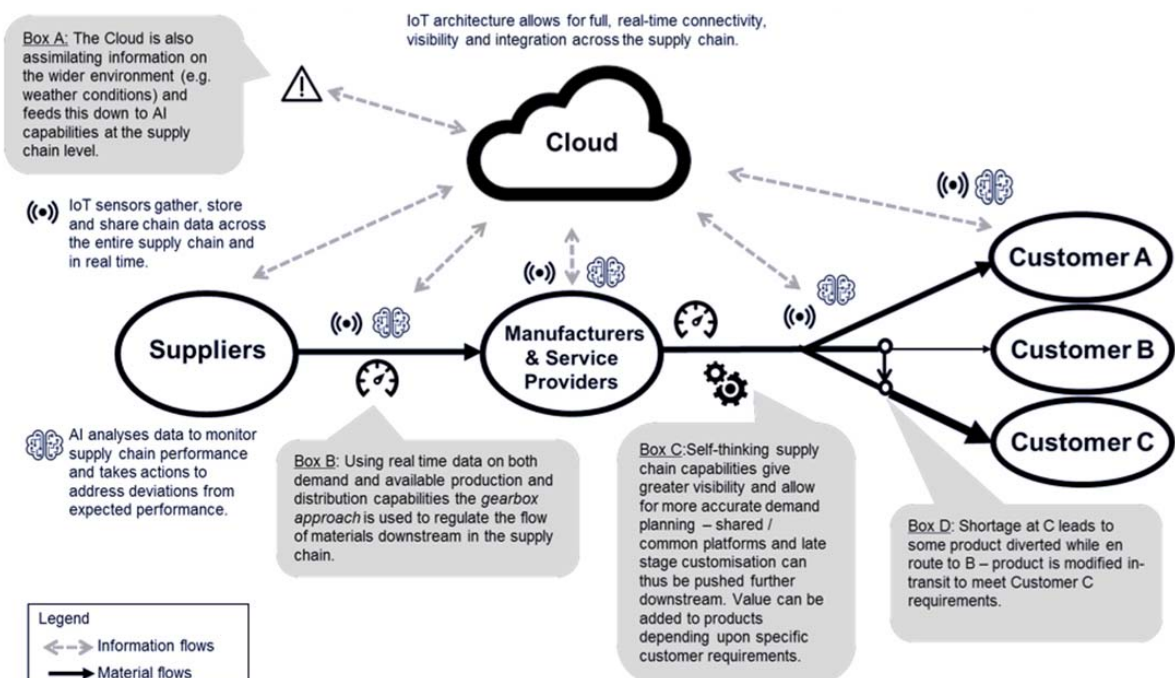 IoT architecture allows for full, real-time connectivity,
visibility and integration across the supply chain.
Box A: The Cloud is also
assimilating information on
the wider environment (e.g.
weather conditions) and
feeds this down to AI
capabilities at the supply
chain level.
Cloud
IoT sensors gather, store
and share chain data across
the entire supply chain and
in real time.
Suppliers
Manufacturers
& Service
Providers
Customer A
Customer B
Customer C
AI analyses data to monitor
supply chain performance
and takes actions to
address deviations from
expected performance.
Box B: Using real time data on both
demand and available production and
distribution capabilities the gearbox
approach is used to regulate the flow
of materials downstream in the supply
chain.
Box C:Self-thinking supply
chain capabilities give
greater visibility and allow
for more accurate demand
planning – shared /
common platforms and late
stage customisation can
thus be pushed further
downstream. Value can be
added to products
depending upon specific
customer requirements.
Box D: Shortage at C leads to
some product diverted while en
route to B – product is modified in-
transit to meet Customer C
requirements.
Legend
Information flows
Material flows